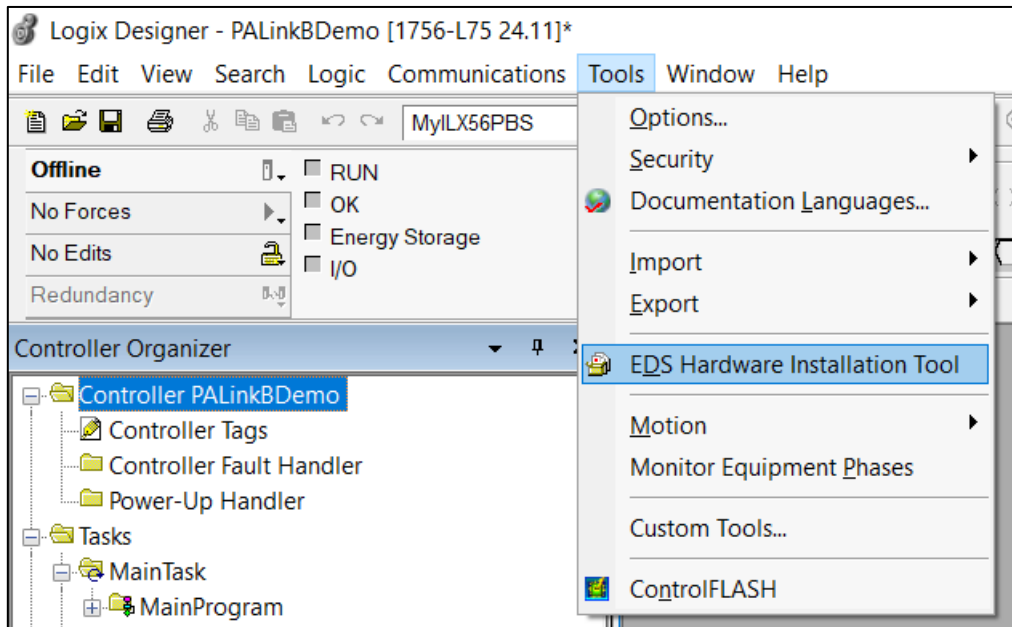 Logix Designer - PALinkBDemo [1756-L75 24.11]*
File Edit View Search Logic Communications Tools Window Help
MyILX56PBS
Offline
No Forces
No Edits
Redundancy
RUN
OK
Energy Storage
I/O
Controller Organizer
Controller PALinkBDemo
Controller Tags
Controller Fault Handler
Power-Up Handler
Tasks
MainTask
MainProgram
Options...
Security
Documentation Languages...
Import
Export
EDS Hardware Installation Tool
Motion
Monitor Equipment Phases
Custom Tools...
ControlFLASH